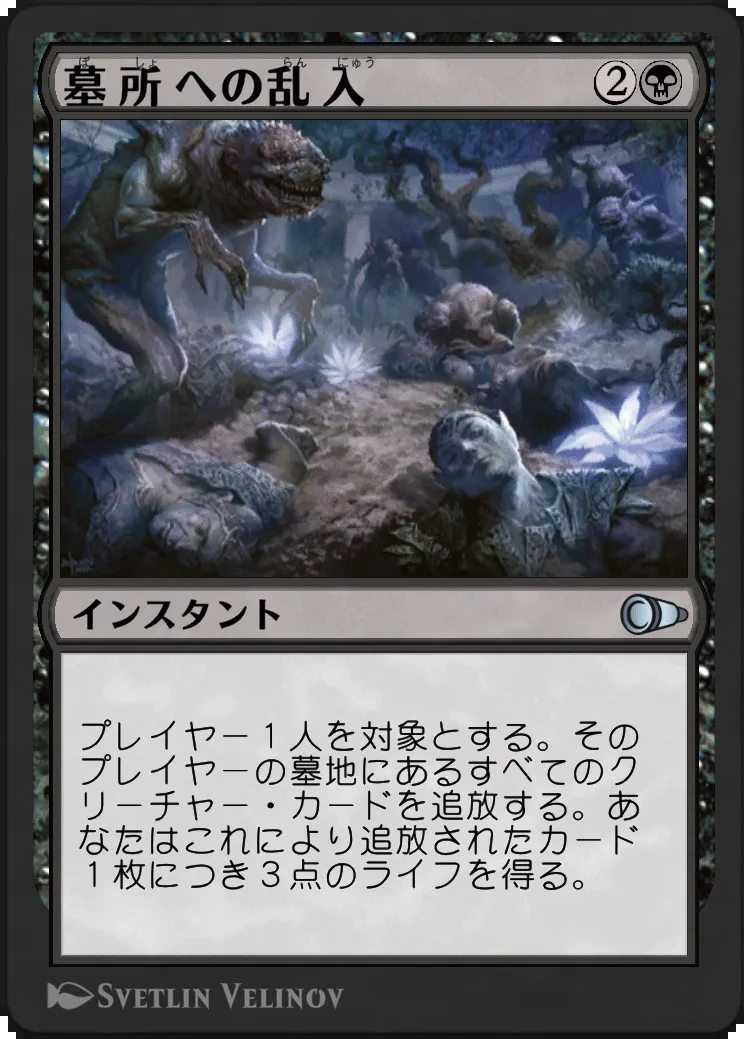 墓所への乱入
2
インスタント
プレイヤー１人を対象とする。その
プレイヤーの墓地にあるすべてのク
リーチャー・カードを追放する。あ
なたはこれにより追放されたカード
１枚につき３点のライフを得る。
SVETLIN VELINOV